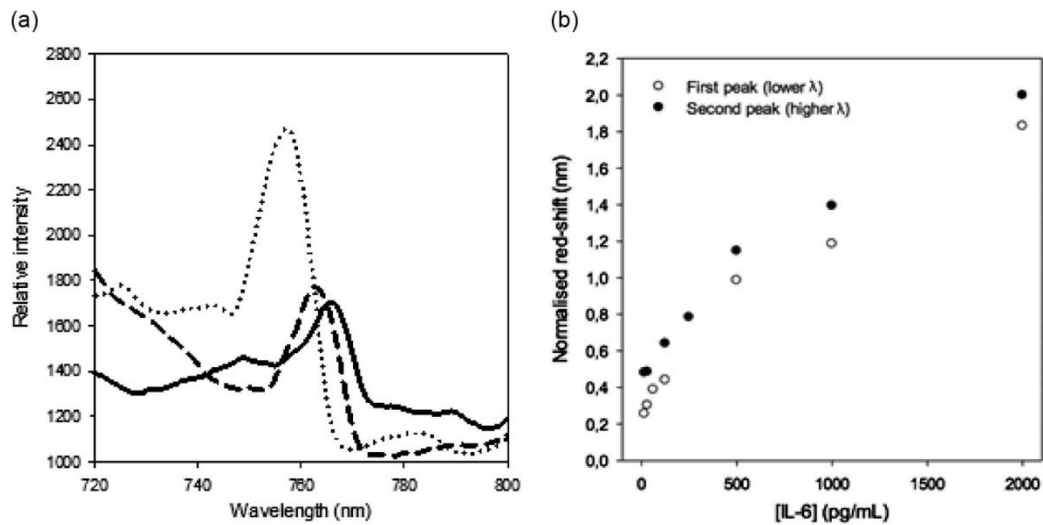 (a)
2800
2600
2400
2200
2000
1800
1600
1400
1200
1000
Relative intensity
720 740 760 780 800
Wavelength (nm)
(b)
2,2
2,0
1,8
1,6
1,4
1,2
1,0
0,8
0,6
0,4
0,2
0,0
Normalised red-shift (nm)
First peak (lower λ)
Second peak (higher λ)
0 500 1000 1500 2000
[IL-6] (pg/mL)